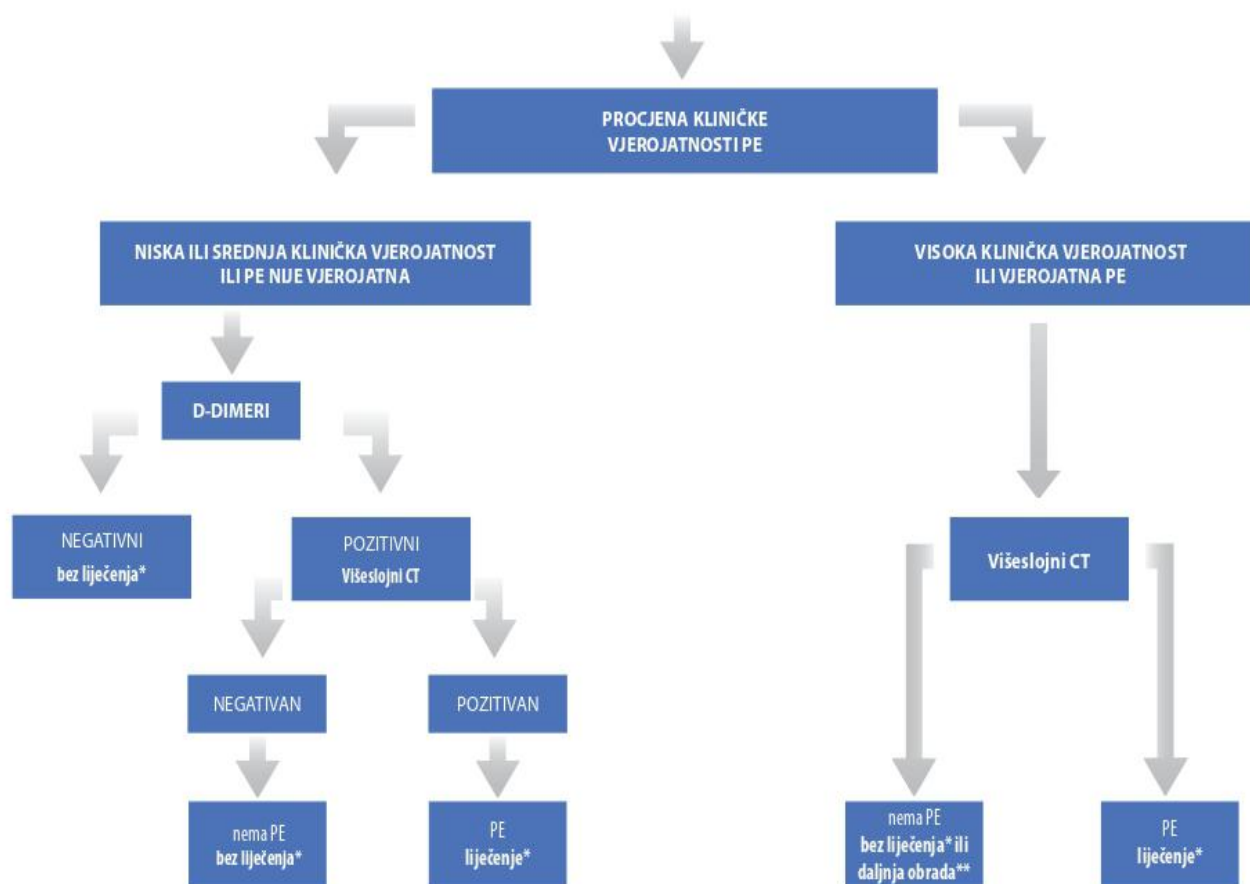 PROCJENA KLINIČKE
VJEROJATNOSTI PE
NISKA ILI SREDNJA KLINIČKA VJEROJATNOST
ILI PE NIJE VJEROJATNA
VISOKA KLINIČKA VJEROJATNOST
ILI VJEROJATNA PE
D-DIMERI
NEGATIVNI
bez liječenja*
POZITIVNI
Višeslojni CT
Višeslojni CT
NEGATIVAN
POZITIVAN
nema PE
bez liječenja*
PE
liječenje*
nema PE
bez liječenja* ili
daljnja obrada**
PE
liječenje*